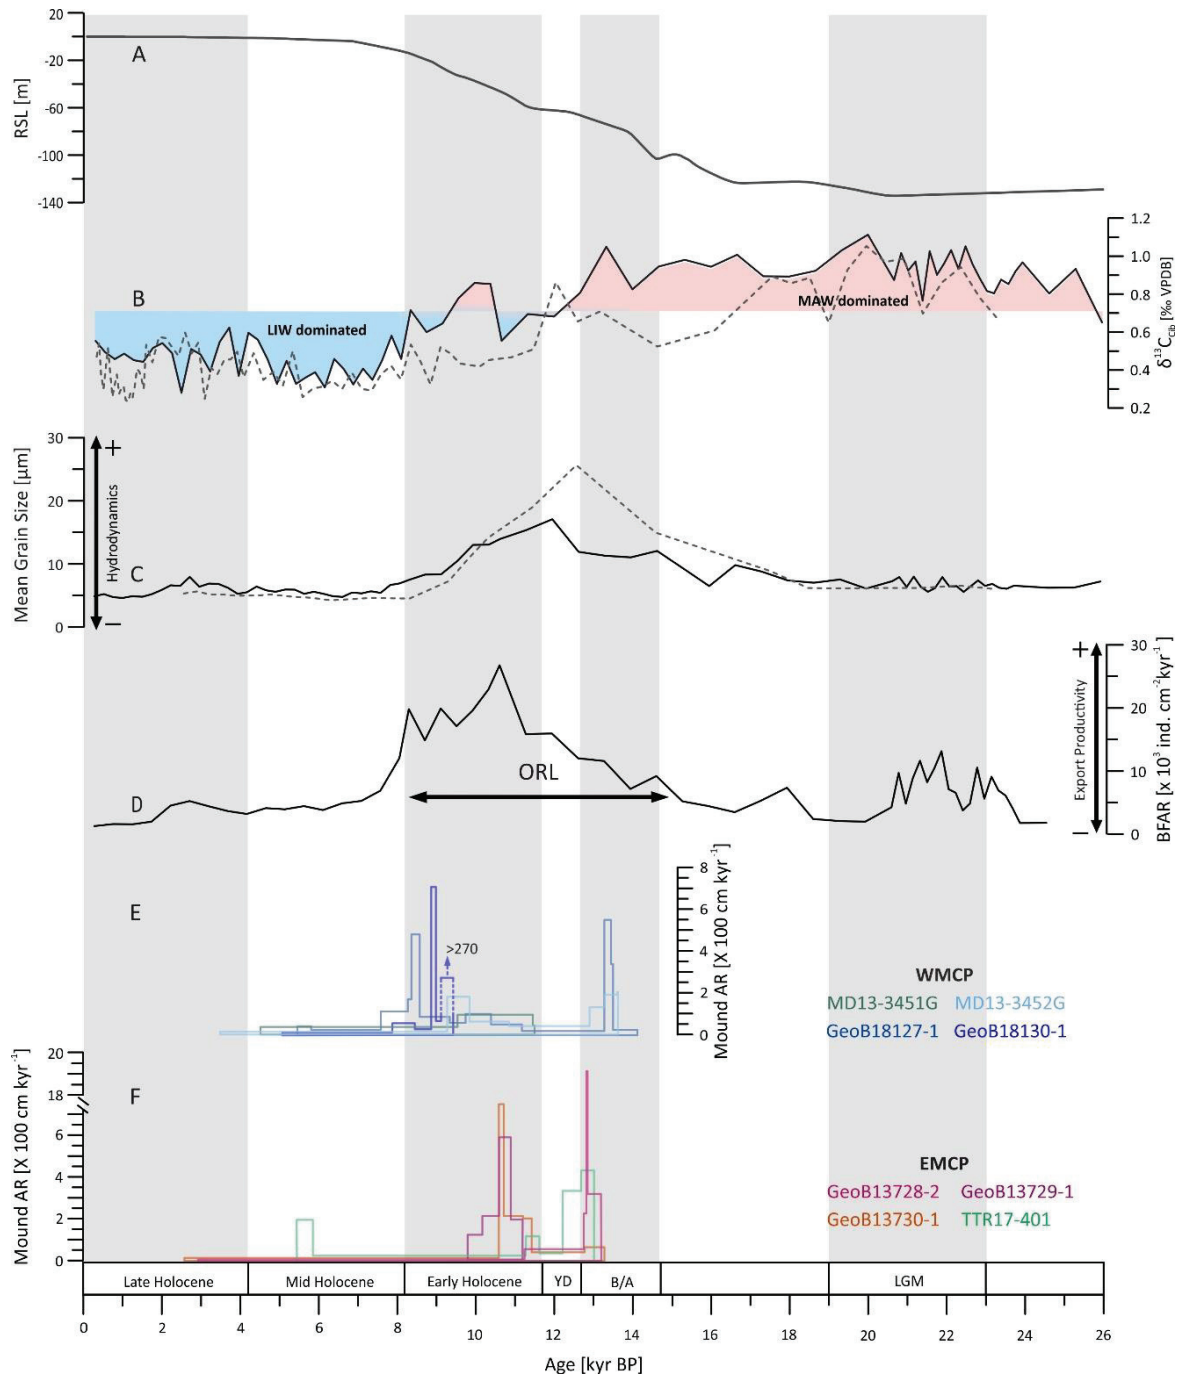 20
-20
-60
-100
-140
RSL [m]
A
1.2
1.0
0.8
0.6
0.4
0.2
δ¹³C_Cib [‰ VPDB]
B
LIW dominated
MAW dominated
30
20
10
0
Mean Grain Size [µm]
+
Hydrodynamics
−
C
30
20
10
0
BFAR [x 10³ ind. cm⁻²kyr⁻¹]
+
Export Productivity
−
ORL
D
8
6
4
2
0
Mound AR [X 100 cm kyr⁻¹]
E
>270
WMCP
MD13-3451G MD13-3452G
GeoB18127-1 GeoB18130-1
20
18
6
4
2
0
Mound AR [X 100 cm kyr⁻¹]
F
EMCP
GeoB13728-2 GeoB13729-1
GeoB13730-1 TTR17-401
Late Holocene Mid Holocene Early Holocene YD B/A LGM
0 2 4 6 8 10 12 14 16 18 20 22 24 26
Age [kyr BP]